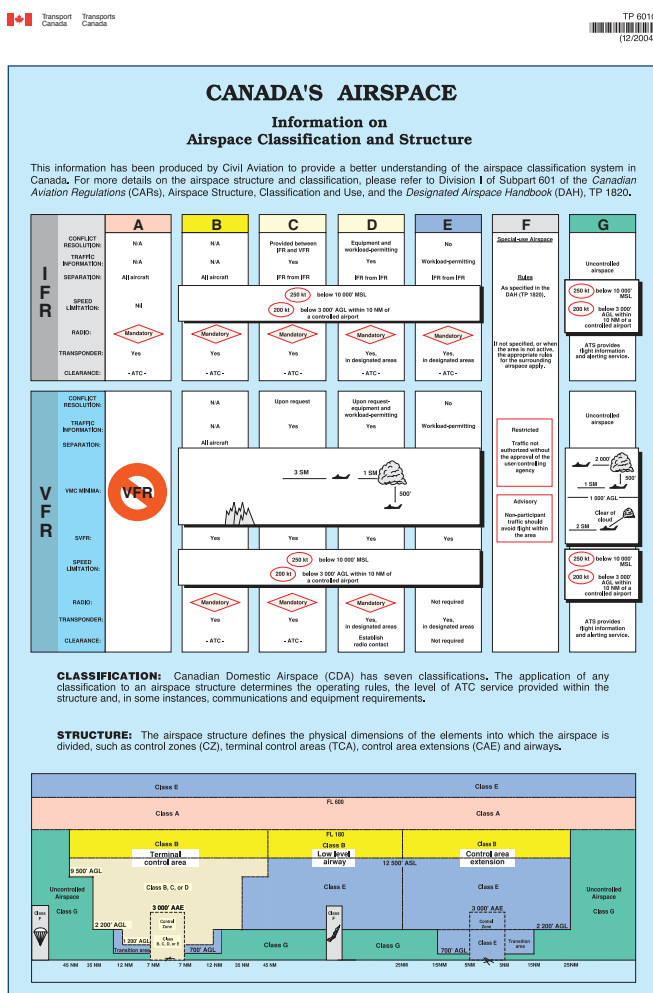 Transport Transports
Canada Canada
TP 6010
(12/2004
CANADA'S AIRSPACE
Information on
Airspace Classification and Structure
This information has been produced by Civil Aviation to provide a better understanding of the airspace classification system in
Canada. For more details on the airspace structure and classification, please refer to Division I of Subpart 601 of the Canadian
Aviation Regulations (CARs), Airspace Structure, Classification and Use, and the Designated Airspace Handbook (DAH), TP 1820.
A B C D E F G
IFR
CONFLICT RESOLUTION: N/A N/A Provided between IFR and VFR Equipment and workload-permitting No
TRAFFIC INFORMATION: N/A N/A Yes Yes Workload-permitting
SEPARATION: All aircraft All aircraft IFR from IFR IFR from IFR IFR from IFR
SPEED LIMITATION: Nil
250 kt below 10 000' MSL
200 kt below 3 000' AGL within 10 NM of
a controlled airport
RADIO: Mandatory Mandatory Mandatory Mandatory Mandatory
TRANSPONDER: Yes Yes Yes Yes, in designated areas Yes, in designated areas
CLEARANCE: - ATC - - ATC - - ATC - - ATC - - ATC -
Special-use Airspace
Rules
As specified in the
DAH (TP 1820).
If not specified, or when
the area is not active,
the appropriate rules
for the surrounding
airspace apply.
Uncontrolled
airspace
250 kt below 10 000'
MSL
200 kt below 3 000'
AGL within
10 NM of a
controlled airport
ATS provides
flight information
and alerting service.
VFR
CONFLICT RESOLUTION: N/A Upon request Upon request- equipment and workload-permitting No
TRAFFIC INFORMATION: N/A Yes Yes Workload-permitting
SEPARATION: All aircraft
VMC MINIMA: VFR
3 SM 1 SM
500'
SVFR: Yes Yes Yes Yes
SPEED LIMITATION:
250 kt below 10 000' MSL
200 kt below 3 000' AGL within 10 NM of
a controlled airport
RADIO: Mandatory Mandatory Mandatory Not required
TRANSPONDER: Yes Yes Yes, in designated areas Yes, in designated areas
CLEARANCE: - ATC - - ATC - Establish radio contact Not required
Restricted
Traffic not
authorized without
the approval of the
user/controlling
agency
Advisory
Non-participant
traffic should
avoid flight within
the area
Uncontrolled
airspace
2 000'
500'
1 SM
1 000' AGL
Clear of
cloud
2 SM
250 kt below 10 000'
MSL
200 kt below 3 000'
AGL within
10 NM of a
controlled airport
ATS provides
flight information
and alerting service.
CLASSIFICATION: Canadian Domestic Airspace (CDA) has seven classifications. The application of any
classification to an airspace structure determines the operating rules, the level of ATC service provided within the
structure and, in some instances, communications and equipment requirements.
STRUCTURE: The airspace structure defines the physical dimensions of the elements into which the airspace is
divided, such as control zones (CZ), terminal control areas (TCA), control area extensions (CAE) and airways.
Class E Class E
FL 600
Class A Class A
FL 180
Class B Class B Class B
Terminal control area
Low level airway
Control area extension
12 500' ASL
9 500' AGL
Uncontrolled
Airspace
Class G
Class B, C, or D
Class E Class E
Uncontrolled
Airspace
Class G
3 000' AAE 3 000' AAE
Class F
Control Zone
Class B, C, D, or E
Class F
Control Zone
Class E
2 200' AGL 2 200' AGL
1 200' AGL
Transition area
700' AGL
Class G Class G
700' AGL
Transition area
45 NM 35 NM 12 NM 7 NM 7 NM 12 NM 35 NM 45 NM 25NM 15NM 5NM 5NM 15NM 25NM